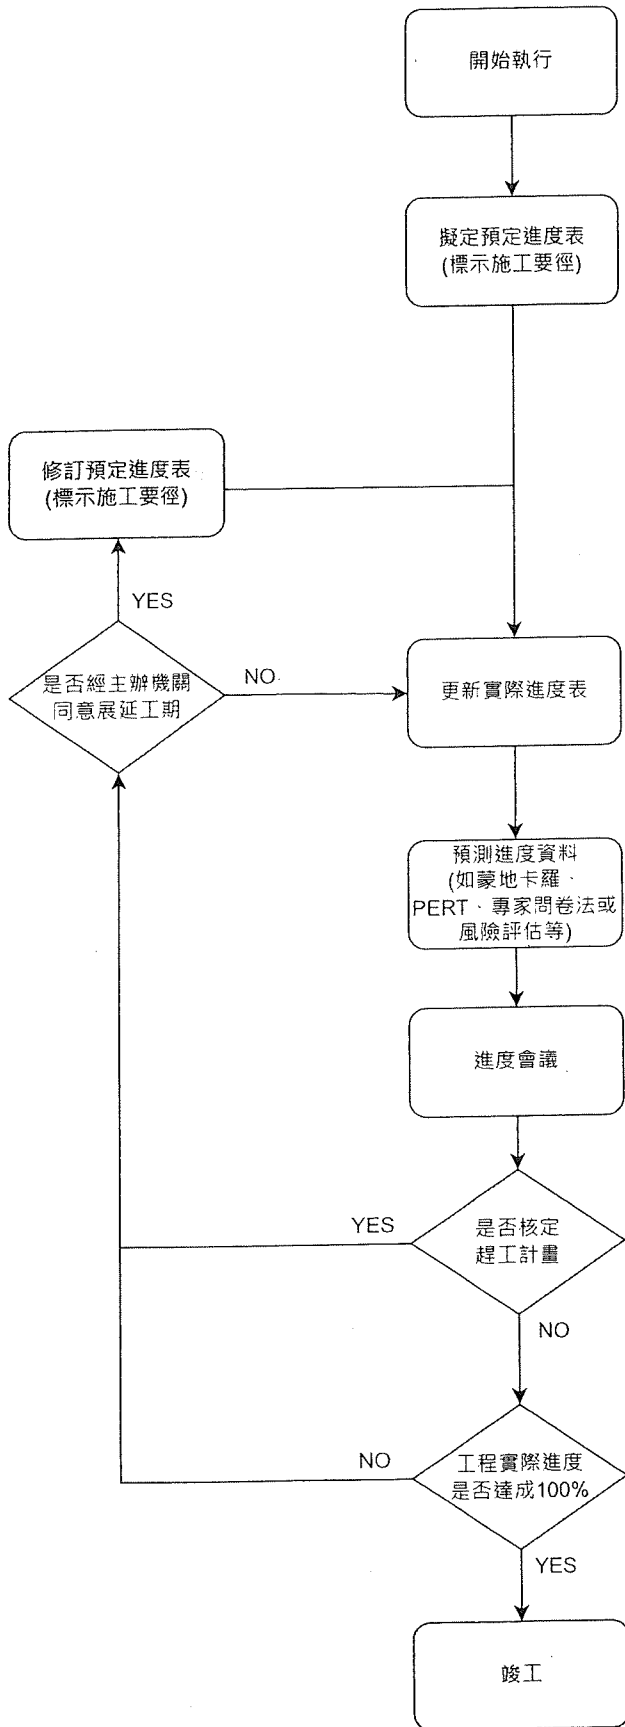 開始執行
擬定預定進度表
(標示施工要徑)
修訂預定進度表
(標示施工要徑)
YES
是否經主辦機關
同意展延工期
NO
更新實際進度表
預測進度資料
(如蒙地卡羅、
PERT、專家問卷法或
風險評估等)
進度會議
YES
是否核定
趕工計畫
NO
NO
工程實際進度
是否達成100%
YES
竣工